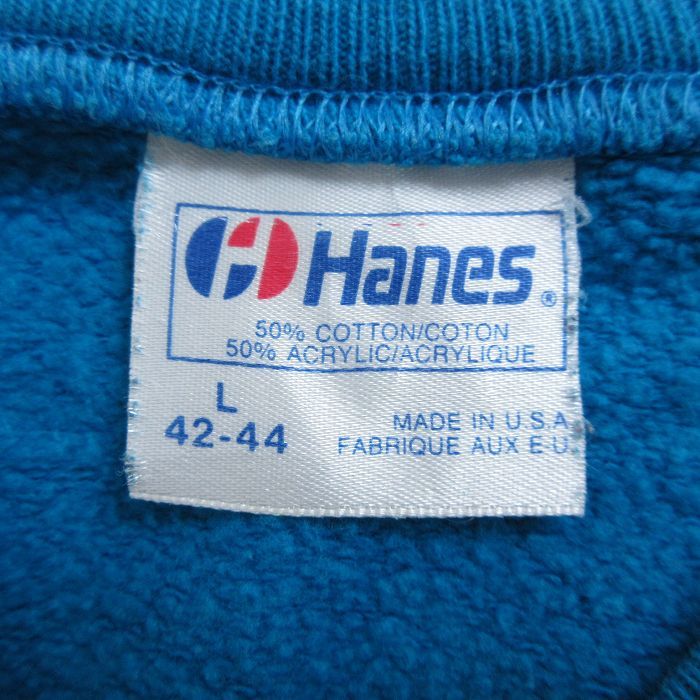 Hanes®
50% COTTON/COTON
50% ACRYLIC/ACRYLIQUE
L
42-44
MADE IN U.S.A
FABRIQUE AUX E U